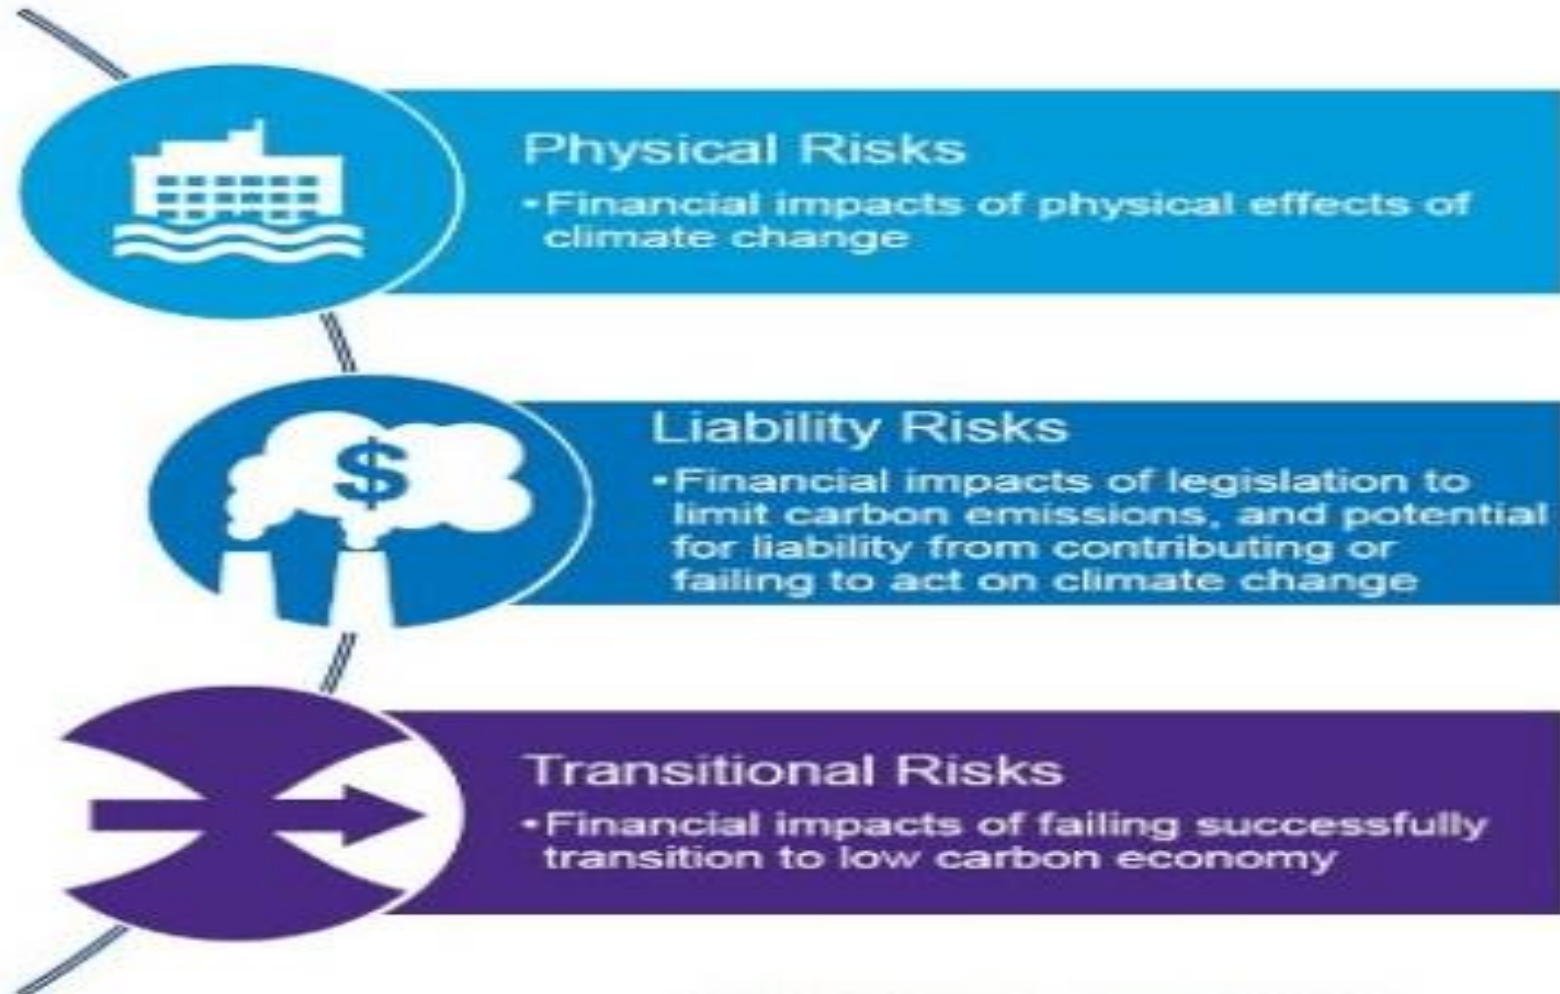 Physical Risks
•Financial impacts of physical effects of
climate change
$
Liability Risks
•Financial impacts of legislation to
limit carbon emissions, and potential
for liability from contributing or
failing to act on climate change
Transitional Risks
•Financial impacts of failing successfully
transition to low carbon economy